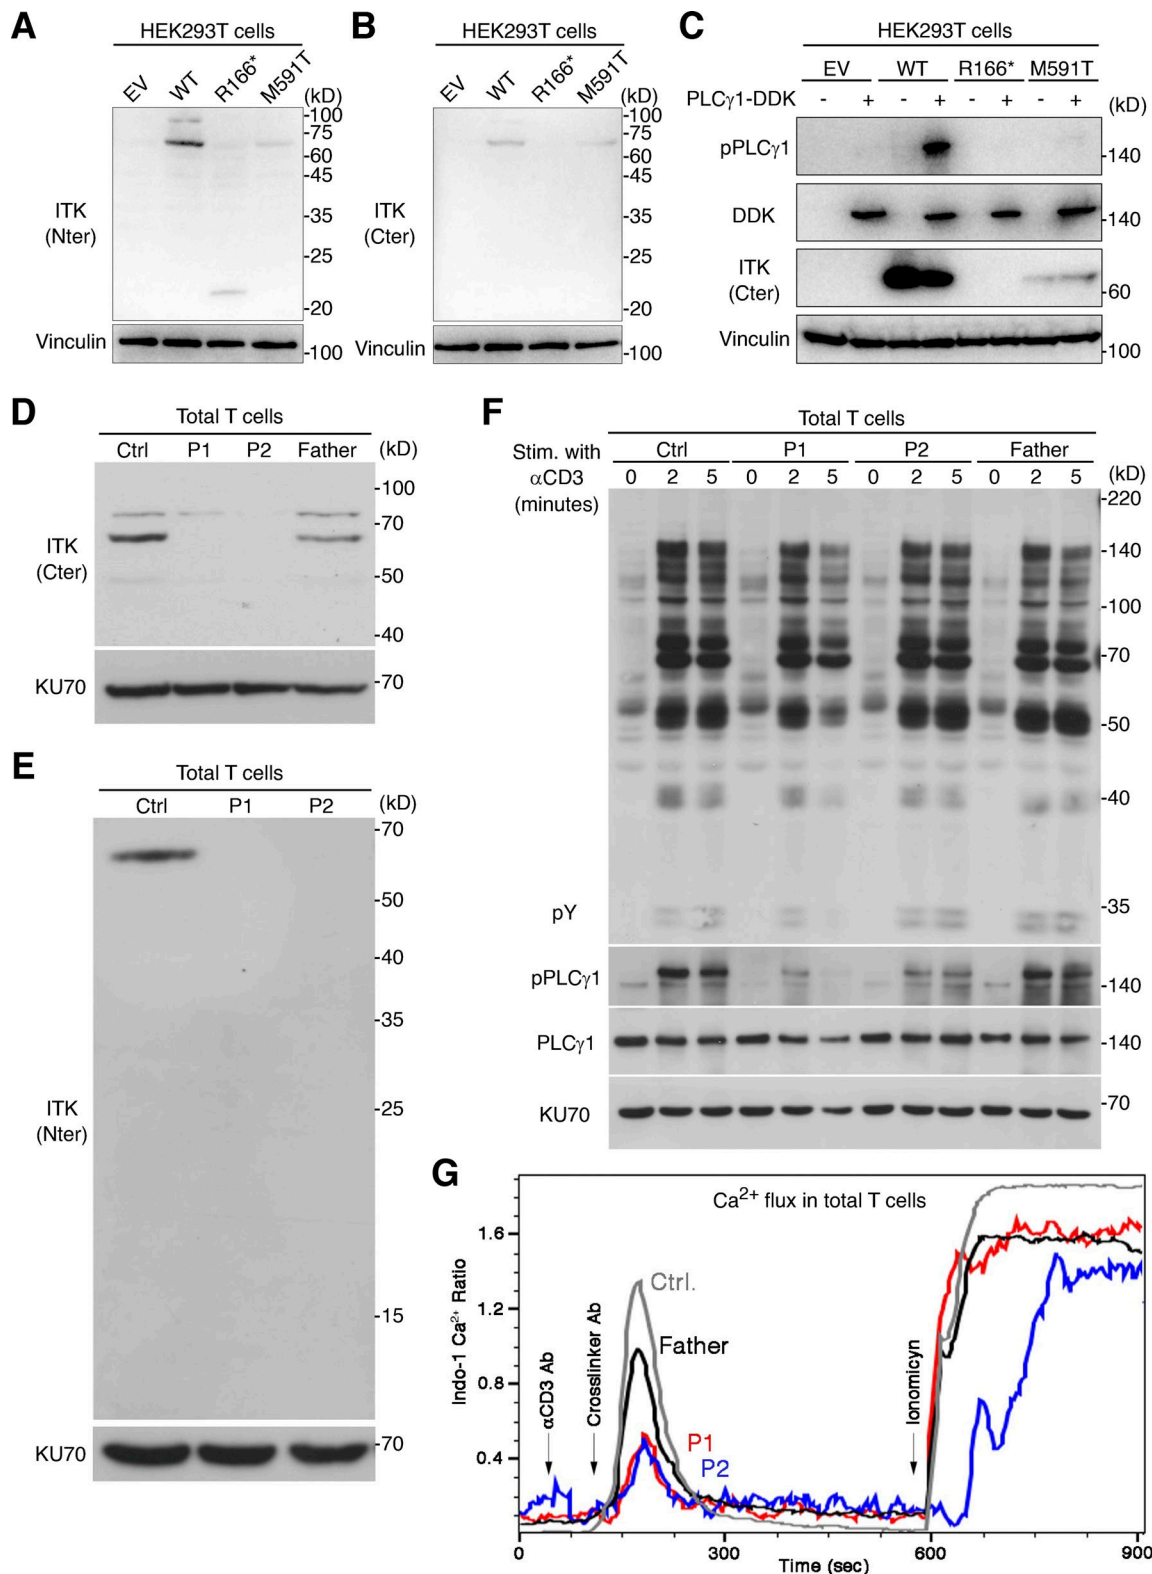 A
HEK293T cells
EV WT R166* M591T
(kD)
-100
-75
-60
-45
-35
-25
-20
ITK
(Nter)
Vinculin
-100
B
HEK293T cells
EV WT R166* M591T
(kD)
-100
-75
-60
-45
-35
-25
-20
ITK
(Cter)
Vinculin
-100
C
HEK293T cells
EV WT R166* M591T
PLCγ1-DDK - + - + - + - + (kD)
pPLCγ1 -140
DDK -140
ITK
(Cter)
-60
Vinculin
-100
D
Total T cells
Ctrl P1 P2 Father (kD)
-100
-70
-50
-40
ITK
(Cter)
KU70 -70
E
Total T cells
Ctrl P1 P2 (kD)
-70
-50
-40
-35
-25
-15
ITK
(Nter)
KU70 -70
F
Total T cells
Stim. with
αCD3
(minutes)
Ctrl P1 P2 Father
0 2 5 0 2 5 0 2 5 0 2 5 (kD)
-220
-140
-100
-70
-50
-40
-35
pY
pPLCγ1 -140
PLCγ1 -140
KU70 -70
G
Ca2+ flux in total T cells
Indo-1 Ca2+ Ratio
1.6
1.2
0.8
0.4
αCD3 Ab
Crosslinker Ab
Ionomicyn
Ctrl.
Father
P1
P2
0 300 600 900
Time (sec)